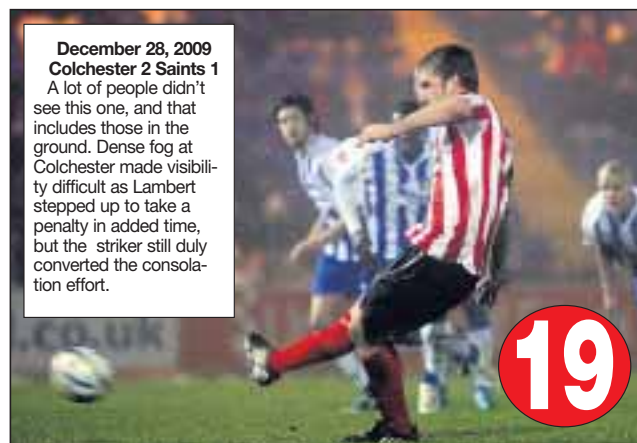 December 28, 2009
Colchester 2 Saints 1
A lot of people didn't
see this one, and that
includes those in the
ground. Dense fog at
Colchester made visibili-
ty difficult as Lambert
stepped up to take a
penalty in added time,
but the striker still duly
converted the consola-
tion effort.
.co.uk
19